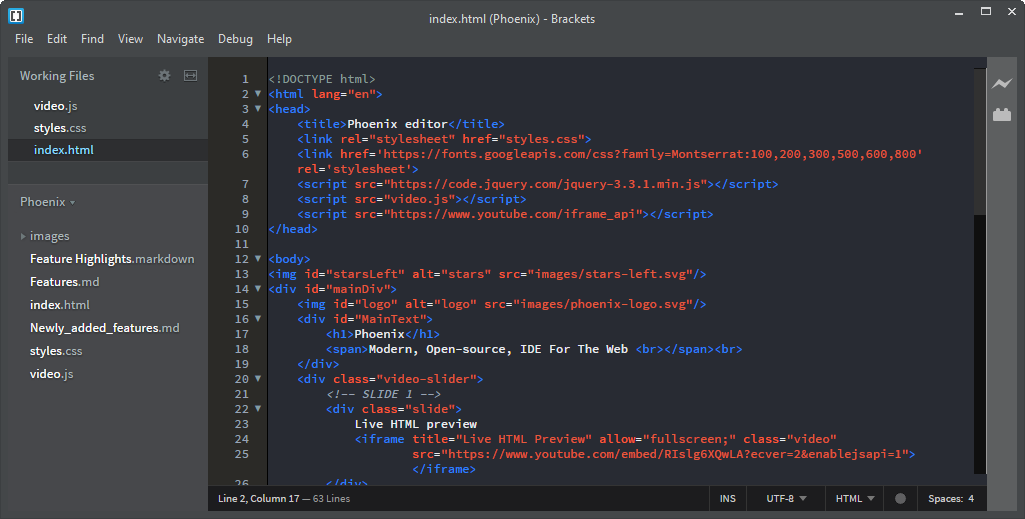 index.html (Phoenix) - Brackets
File Edit Find View Navigate Debug Help
Working Files
video.js
styles.css
index.html
Phoenix
images
Feature Highlights.markdown
Features.md
index.html
Newly_added_features.md
styles.css
video.js
1 <!DOCTYPE html>
2 <html lang="en">
3 <head>
4 <title>Phoenix editor</title>
5 <link rel="stylesheet" href="styles.css">
6 <link href='https://fonts.googleapis.com/css?family=Montserrat:100,200,300,500,600,800'
rel='stylesheet'>
7 <script src="https://code.jquery.com/jquery-3.3.1.min.js"></script>
8 <script src="video.js"></script>
9 <script src="https://www.youtube.com/iframe_api"></script>
10 </head>
11
12 <body>
13 <img id="starsLeft" alt="stars" src="images/stars-left.svg"/>
14 <div id="mainDiv">
15 <img id="logo" alt="logo" src="images/phoenix-logo.svg"/>
16 <div id="MainText">
17 <h1>Phoenix</h1>
18 <span>Modern, Open-source, IDE For The Web <br></span><br>
19 </div>
20 <div class="video-slider">
21 <!-- SLIDE 1 -->
22 <div class="slide">
23 Live HTML preview
24 <iframe title="Live HTML Preview" allow="fullscreen;" class="video"
25 src="https://www.youtube.com/embed/RIslg6XQwLA?ecver=2&enablejsapi=1">
</iframe>
26 </div>
Line 2, Column 17 — 63 Lines INS UTF-8 HTML Spaces: 4